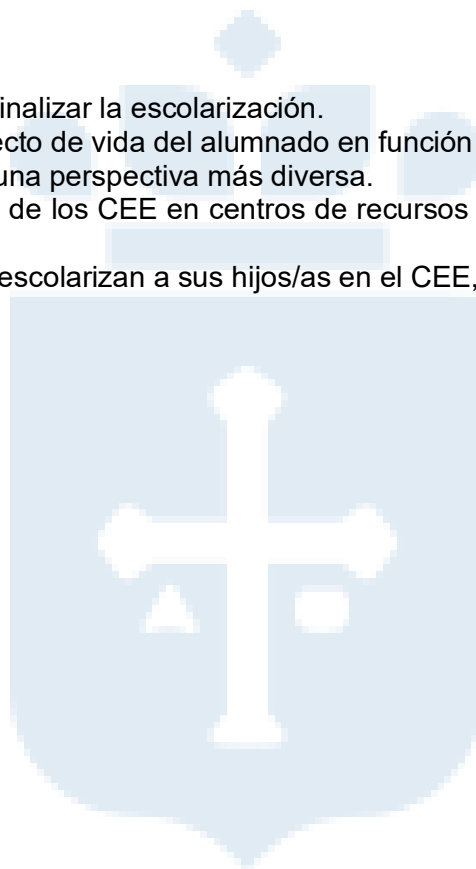 inalizar la escolarización.
ecto de vida del alumnado en función
una perspectiva más diversa.
de los CEE en centros de recursos
escolarizan a sus hijos/as en el CEE,